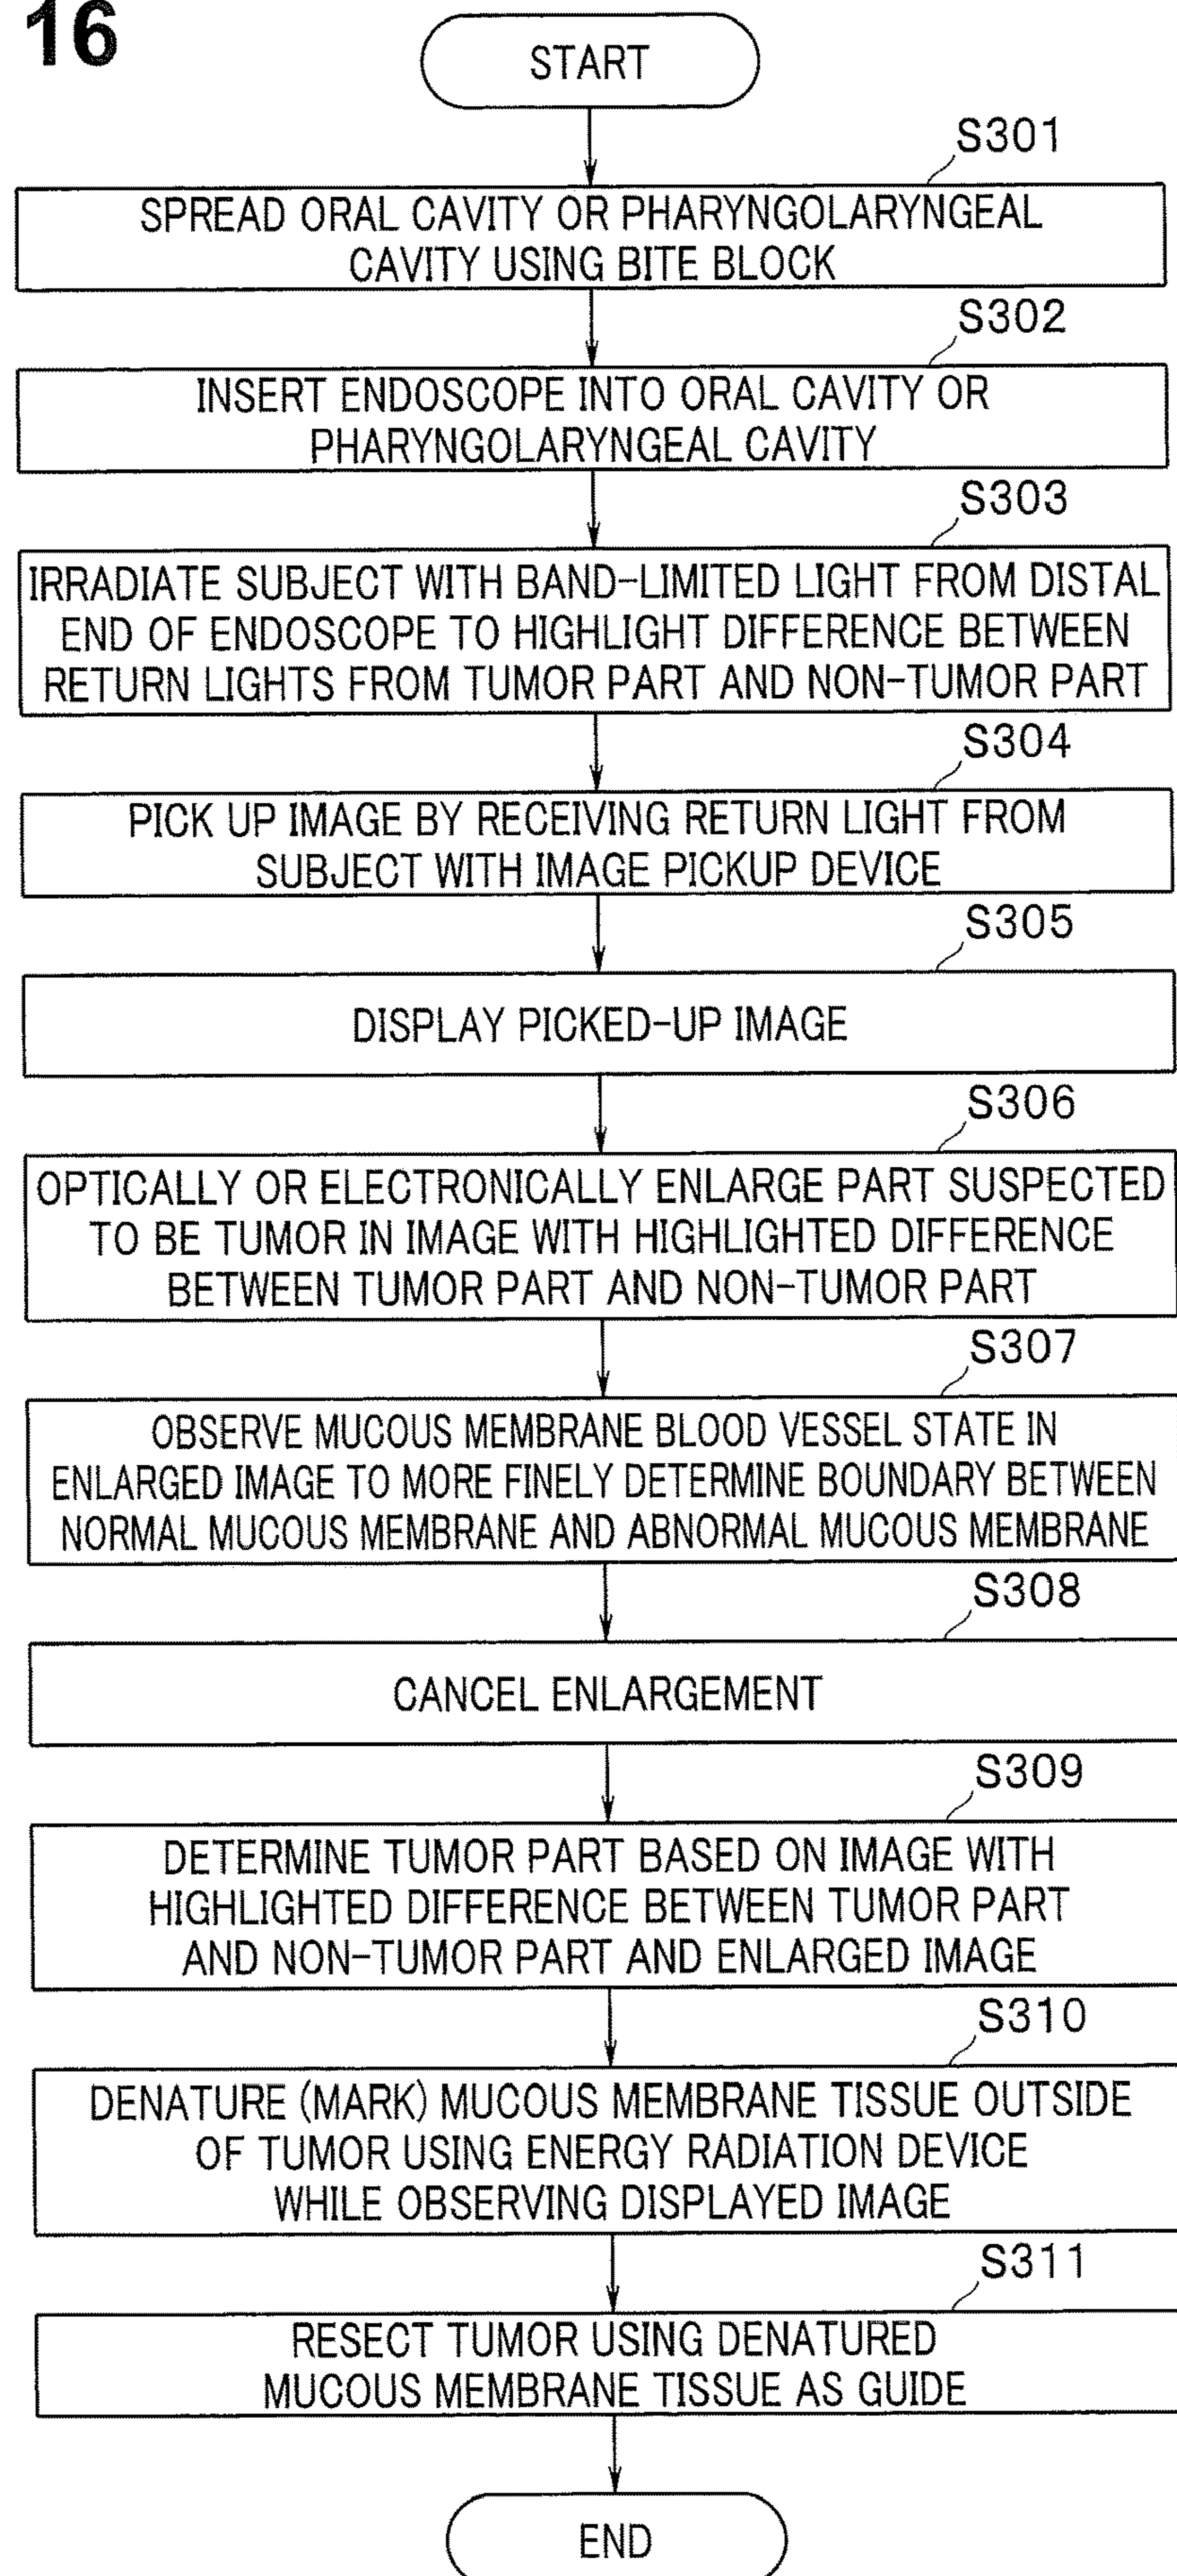 16
START
S301
SPREAD ORAL CAVITY OR PHARYNGOLARYNGEAL
CAVITY USING BITE BLOCK
S302
INSERT ENDOSCOPE INTO ORAL CAVITY OR
PHARYNGOLARYNGEAL CAVITY
S303
IRRADIATE SUBJECT WITH BAND-LIMITED LIGHT FROM DISTAL
END OF ENDOSCOPE TO HIGHLIGHT DIFFERENCE BETWEEN
RETURN LIGHTS FROM TUMOR PART AND NON-TUMOR PART
S304
PICK UP IMAGE BY RECEIVING RETURN LIGHT FROM
SUBJECT WITH IMAGE PICKUP DEVICE
S305
DISPLAY PICKED-UP IMAGE
S306
OPTICALLY OR ELECTRONICALLY ENLARGE PART SUSPECTED
TO BE TUMOR IN IMAGE WITH HIGHLIGHTED DIFFERENCE
BETWEEN TUMOR PART AND NON-TUMOR PART
S307
OBSERVE MUCOUS MEMBRANE BLOOD VESSEL STATE IN
ENLARGED IMAGE TO MORE FINELY DETERMINE BOUNDARY BETWEEN
NORMAL MUCOUS MEMBRANE AND ABNORMAL MUCOUS MEMBRANE
S308
CANCEL ENLARGEMENT
S309
DETERMINE TUMOR PART BASED ON IMAGE WITH
HIGHLIGHTED DIFFERENCE BETWEEN TUMOR PART
AND NON-TUMOR PART AND ENLARGED IMAGE
S310
DENATURE (MARK) MUCOUS MEMBRANE TISSUE OUTSIDE
OF TUMOR USING ENERGY RADIATION DEVICE
WHILE OBSERVING DISPLAYED IMAGE
S311
RESECT TUMOR USING DENATURED
MUCOUS MEMBRANE TISSUE AS GUIDE
END